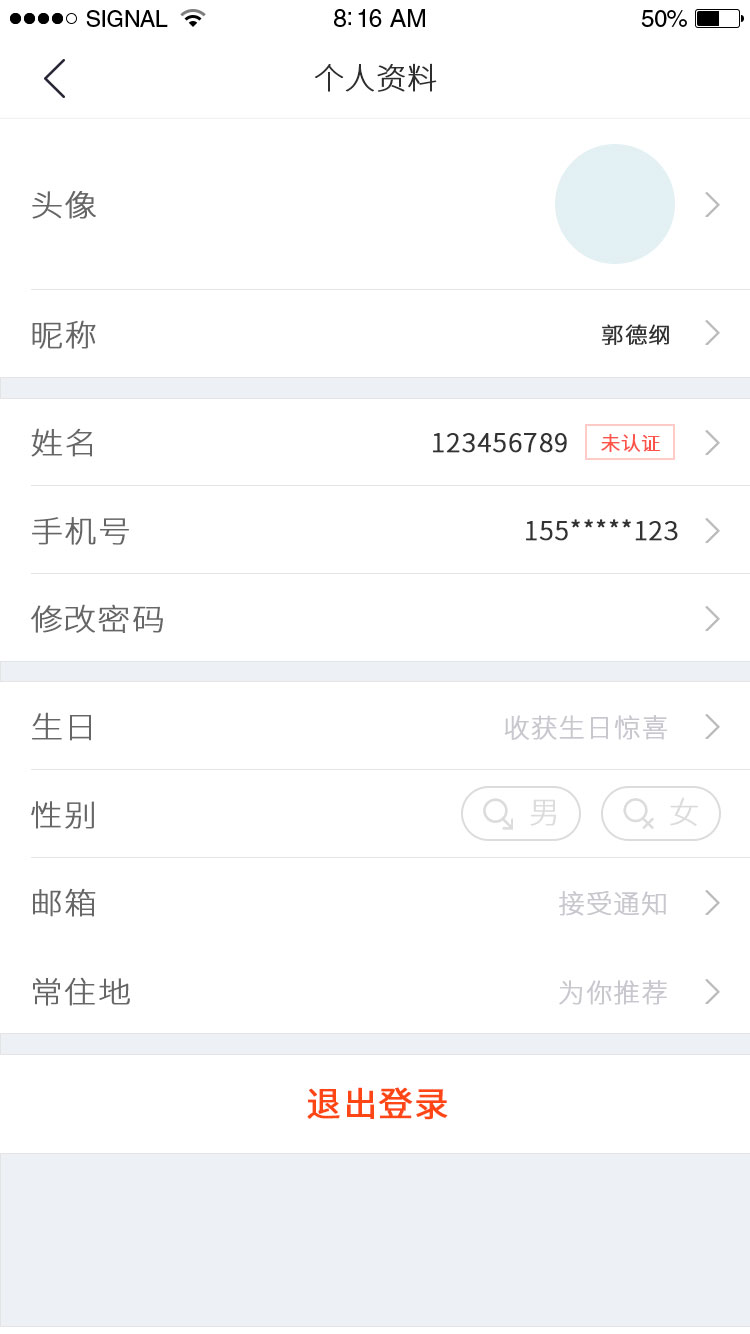 SIGNAL 8:16 AM 50%
个人资料
头像
昵称 郭德纲
姓名 123456789 未认证
手机号 155*****123
修改密码
生日 收获生日惊喜
性别 男 女
邮箱 接受通知
常住地 为你推荐
退出登录